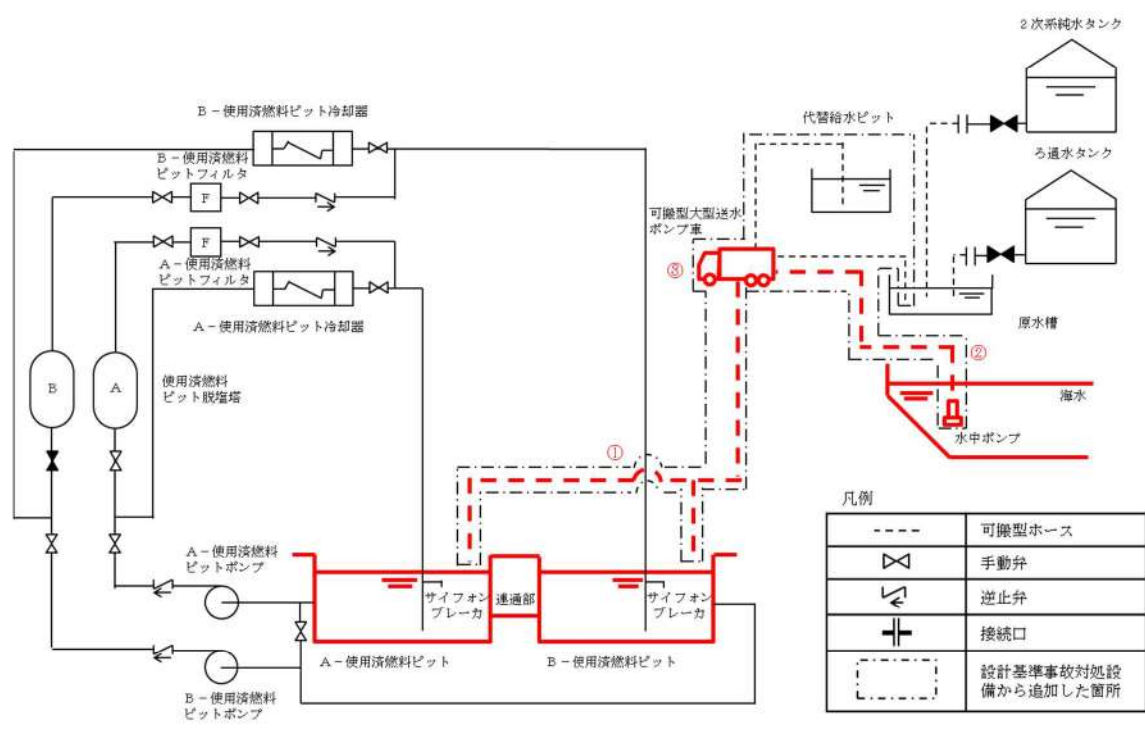 2次系純水タンク
B－使用済燃料ピット冷却器
代替給水ピット
B－使用済燃料
ピットフィルタ
F
ろ過水タンク
可搬型大型送水
ポンプ車
F
③
A－使用済燃料
ピットフィルタ
原水槽
A－使用済燃料ピット冷却器
②
B
A
使用済燃料
ピット脱塩塔
海水
水中ポンプ
①
凡例
可搬型ホース
手動弁
逆止弁
接続口
設計基準事故対処設
備から追加した箇所
A－使用済燃料
ピットポンプ
サイフォン
ブレーカ
連通部
サイフォン
ブレーカ
A－使用済燃料ピット
B－使用済燃料ピット
B－使用済燃料
ピットポンプ